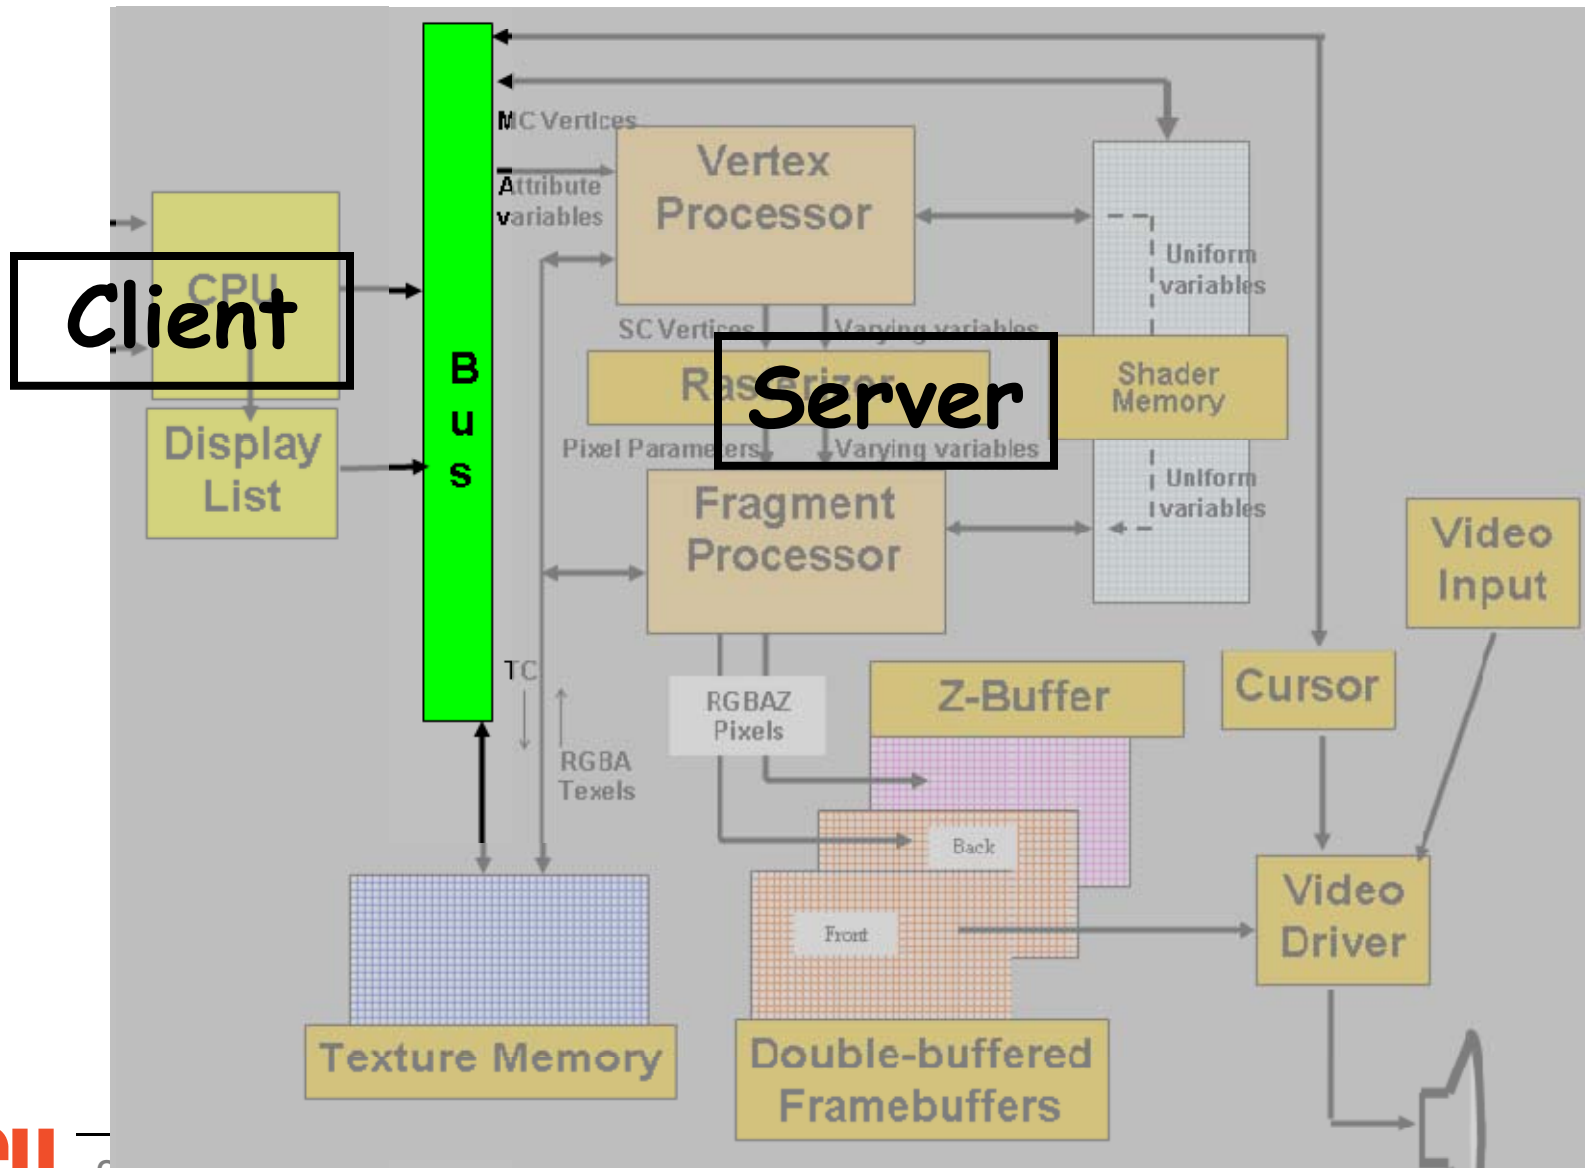 MC Vertices
Attribute
variables
Vertex
Processor
Uniform
variables
CPU
Client
Display
List
B
u
s
SC Vertices
Varying variables
Rasterizer
Server
Shader
Memory
Pixel Parameters
Varying variables
Fragment
Processor
Uniform
variables
Video
Input
TC
RGBA
Texels
RGBAZ
Pixels
Z-Buffer
Cursor
Back
Front
Video
Driver
Texture Memory
Double-buffered
Framebuffers